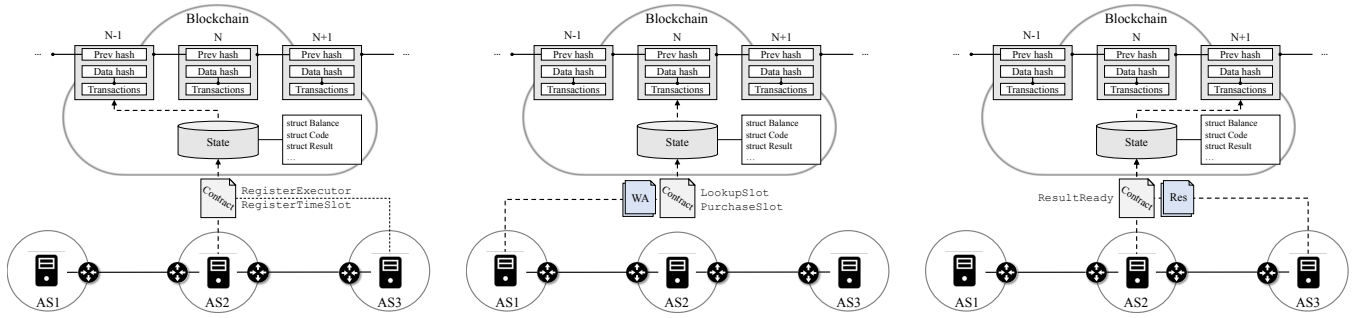 Blockchain
N-1 N N+1
... Prev hash Prev hash Prev hash ...
Data hash Data hash Data hash
Transactions Transactions Transactions
State
struct Balance
struct Code
struct Result
...
Contract
RegisterExecutor
RegisterTimeSlot
AS1 AS2 AS3
Blockchain
N-1 N N+1
... Prev hash Prev hash Prev hash ...
Data hash Data hash Data hash
Transactions Transactions Transactions
State
struct Balance
struct Code
struct Result
...
WA
Contract
LookupSlot
PurchaseSlot
AS1 AS2 AS3
Blockchain
N-1 N N+1
... Prev hash Prev hash Prev hash ...
Data hash Data hash Data hash
Transactions Transactions Transactions
State
struct Balance
struct Code
struct Result
...
ResultReady
Contract
Res
AS1 AS2 AS3